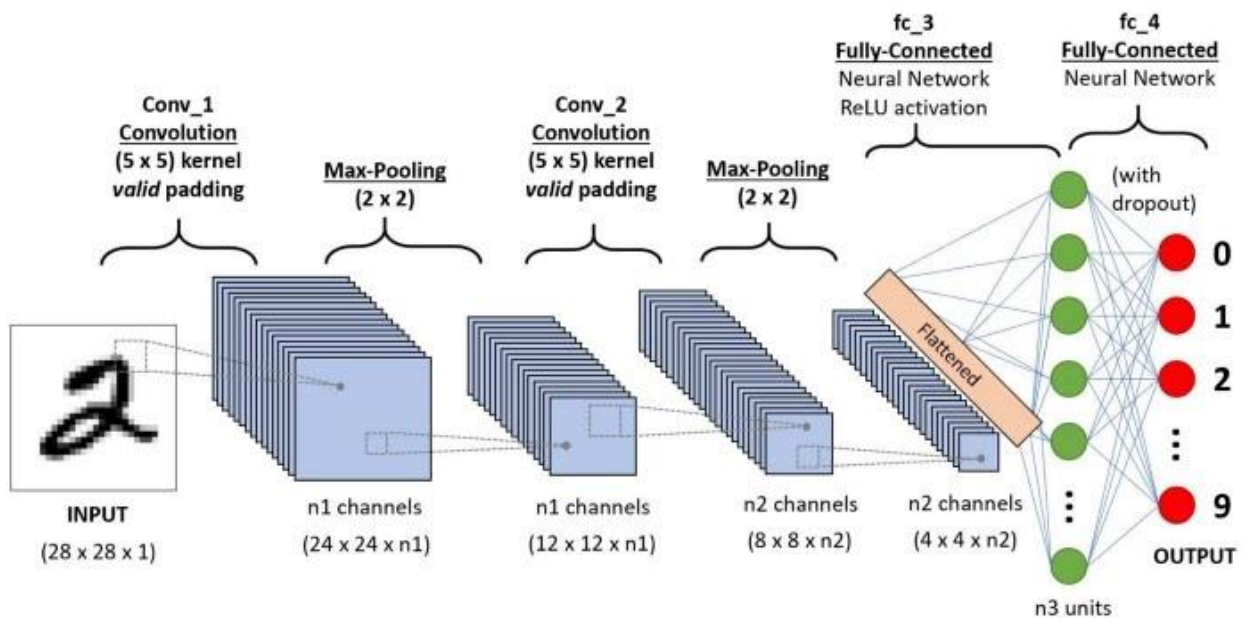 fc_3
Fully-Connected
Neural Network
ReLU activation
fc_4
Fully-Connected
Neural Network
Conv_1
Convolution
(5 x 5) kernel
valid padding
Max-Pooling
(2 x 2)
Conv_2
Convolution
(5 x 5) kernel
valid padding
Max-Pooling
(2 x 2)
(with
dropout)
Flattened
0
1
2
...
9
...
INPUT
(28 x 28 x 1)
n1 channels
(24 x 24 x n1)
n1 channels
(12 x 12 x n1)
n2 channels
(8 x 8 x n2)
n2 channels
(4 x 4 x n2)
OUTPUT
n3 units
2